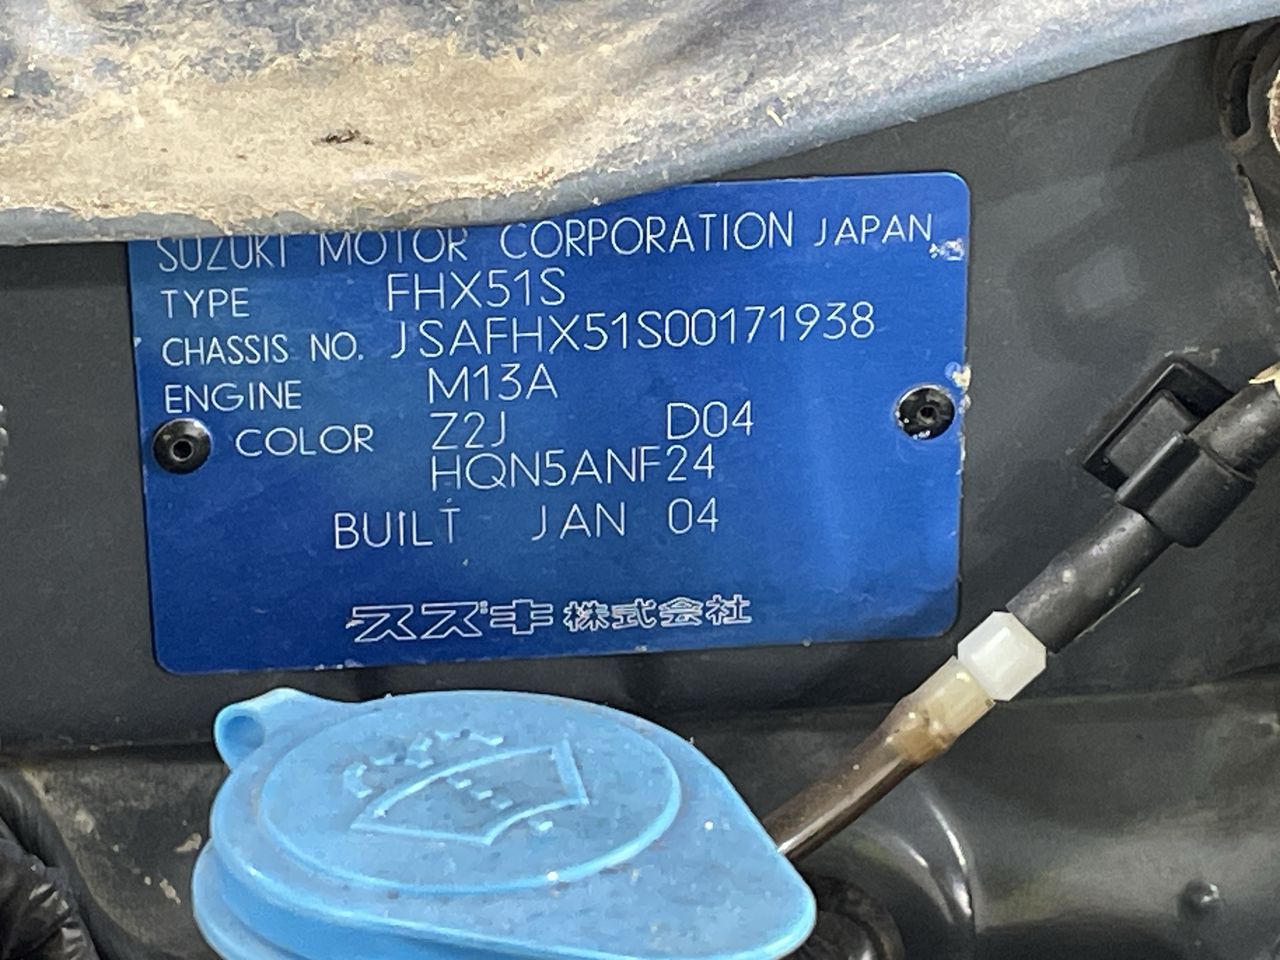 SUZUKI MOTOR CORPORATION JAPAN
TYPE FHX51S
CHASSIS NO. JSAFHX51S00171938
ENGINE M13A
COLOR Z2J D04
HQN5ANF24
BUILT JAN 04
スズキ株式会社